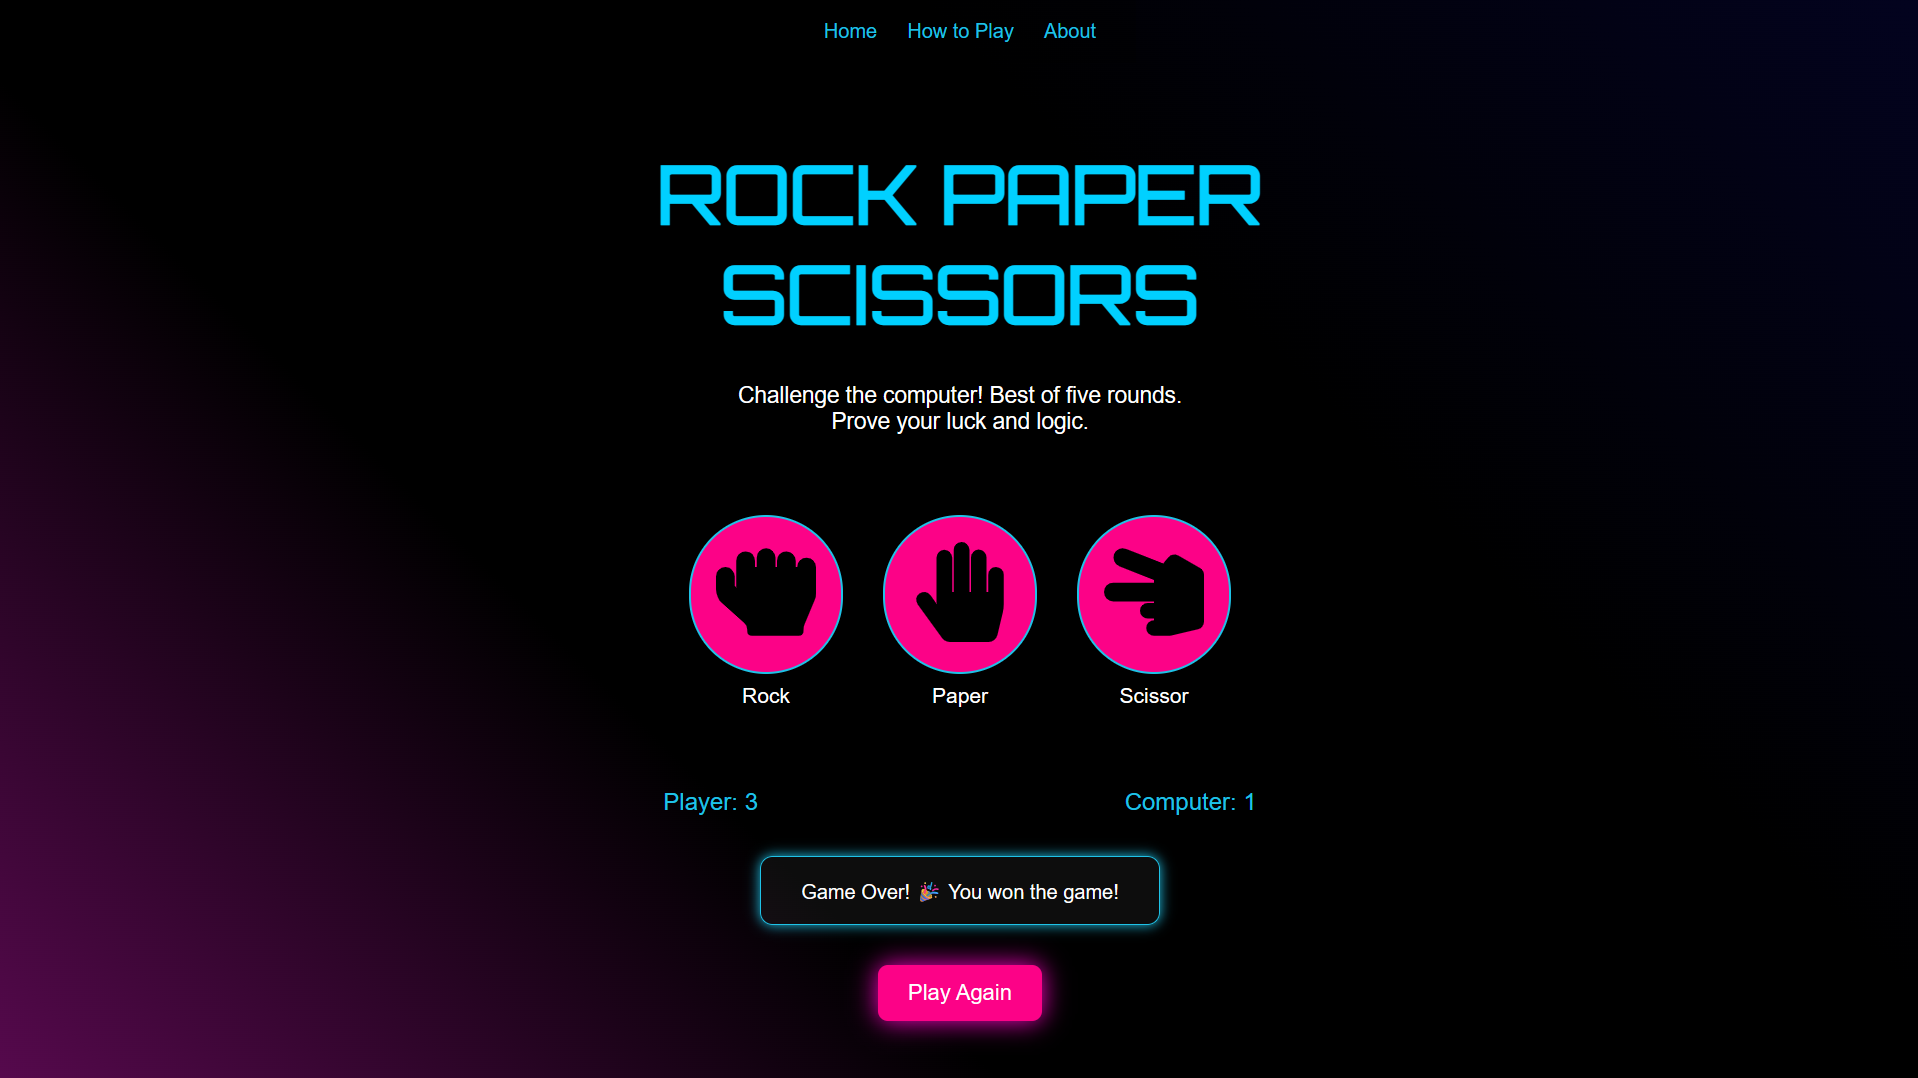 Home How to Play About
ROCK PAPER
SCISSORS
Challenge the computer! Best of five rounds.
Prove your luck and logic.
Rock Paper Scissor
Player: 3 Computer: 1
Game Over! 🎉 You won the game!
Play Again